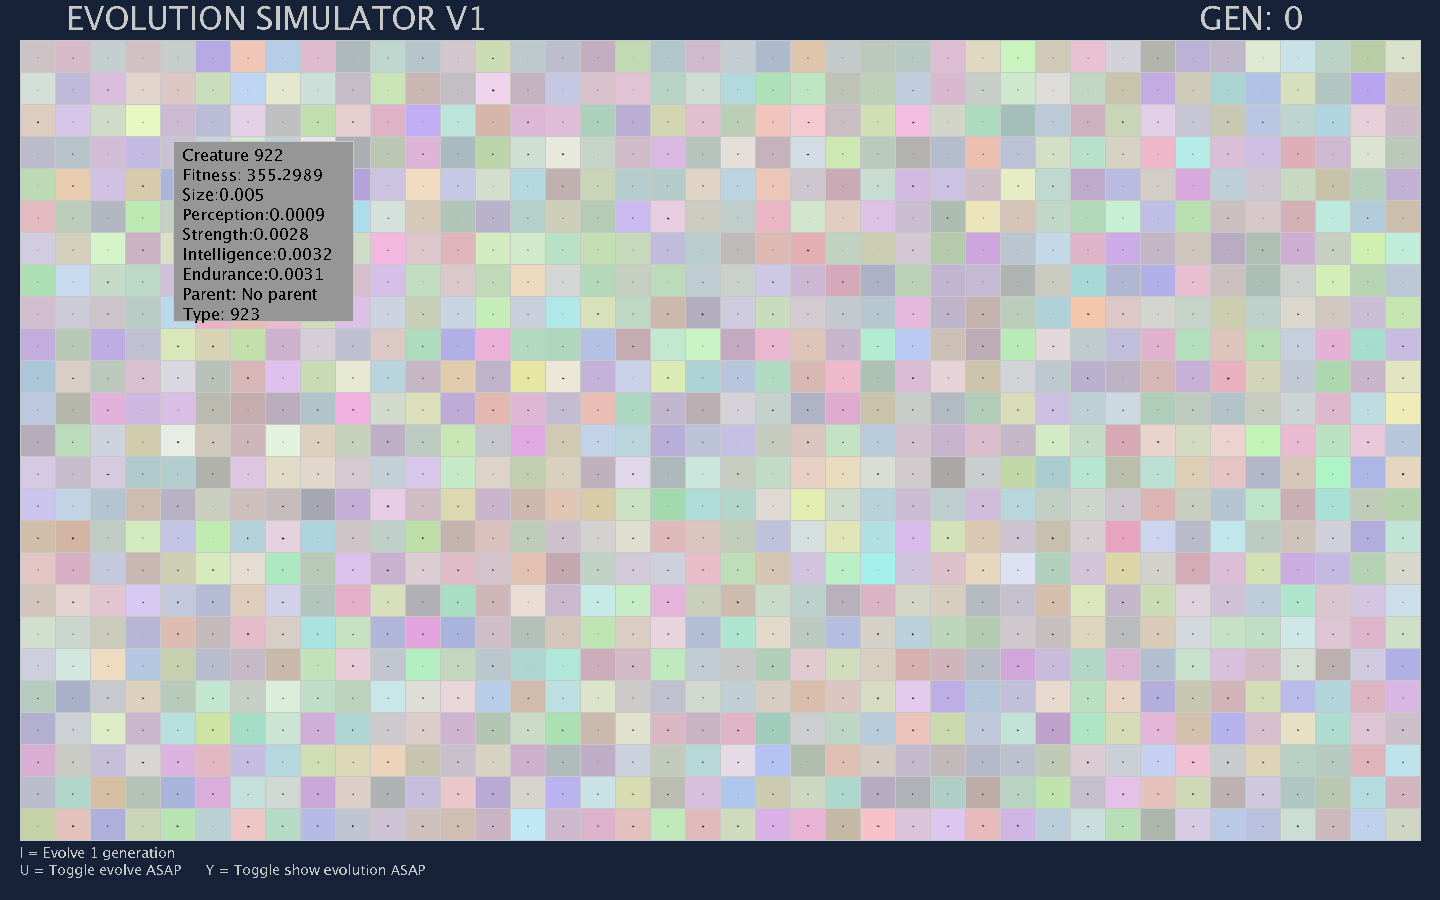 EVOLUTION SIMULATOR V1
GEN: 0
Creature 922
Fitness: 355.2989
Size:0.005
Perception:0.0009
Strength:0.0028
Intelligence:0.0032
Endurance:0.0031
Parent: No parent
Type: 923
I = Evolve 1 generation
U = Toggle evolve ASAP Y = Toggle show evolution ASAP